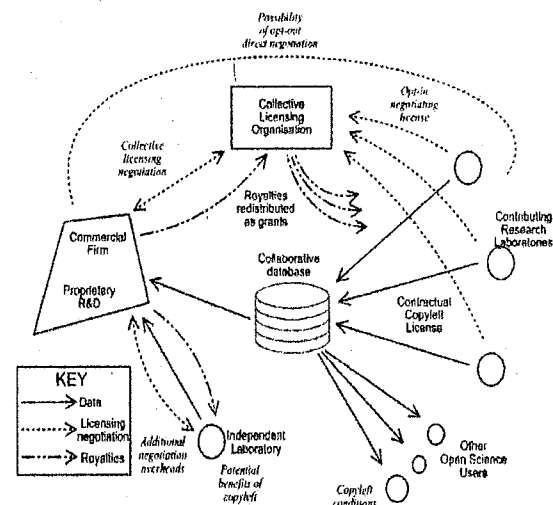 Possibility
of opt-out
direct negotiation
Collective
Licensing
Organisation
Opt-in
negotiating
license
Collective
licensing
negotiation
Royalties
redistributed
as grants
Commercial
Firm
Proprietary
R&D
Contributing
Research
Laboratories
Collaborative
database
Contractual
Copyleft
License
KEY
Data
Licensing
negotiation
Royalties
Additional
negotiation
overheads
Independent
Laboratory
Potential
benefits of
copyleft
Other
Open Science
Users
Copyleft
conditions